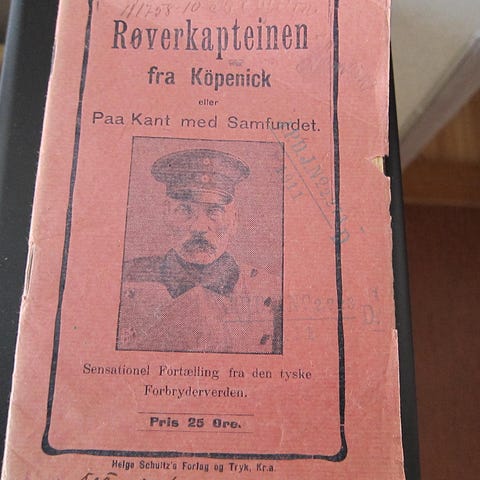 Røverkapteinen
fra Köpenick
eller
Paa Kant med Samfundet.
Sensationel Fortælling fra den tyske
Forbryderverden.
Pris 25 Øre.
Helge Schultz's Forlag og Tryk, Kr.a.